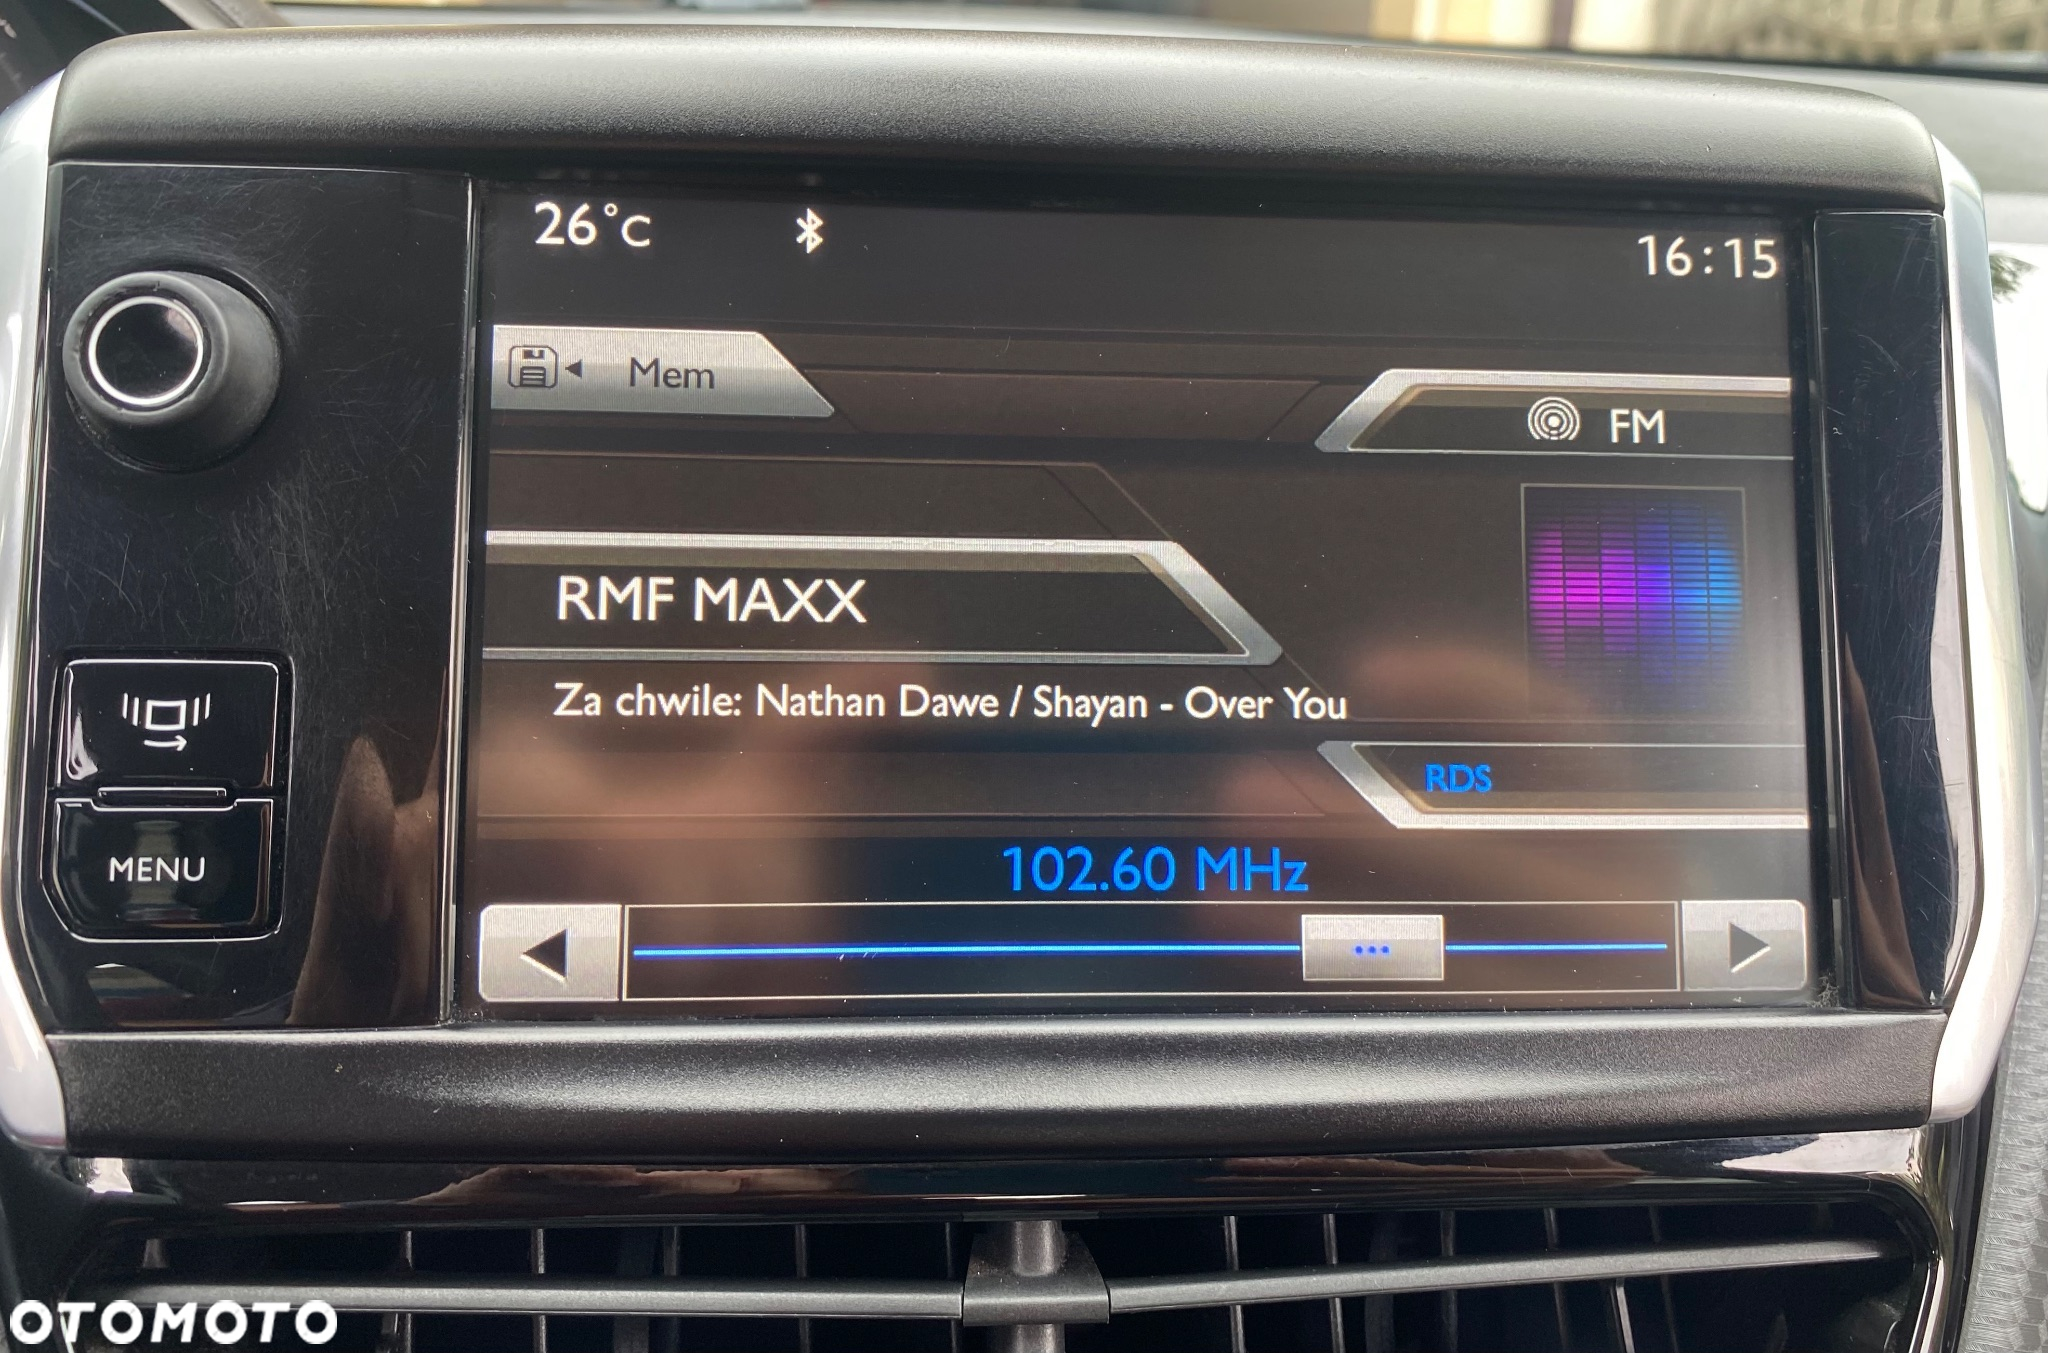 26°C
16:15
Mem
FM
RMF MAXX
Za chwile: Nathan Dawe / Shayan - Over You
RDS
MENU
102.60 MHz
OTOMOTO